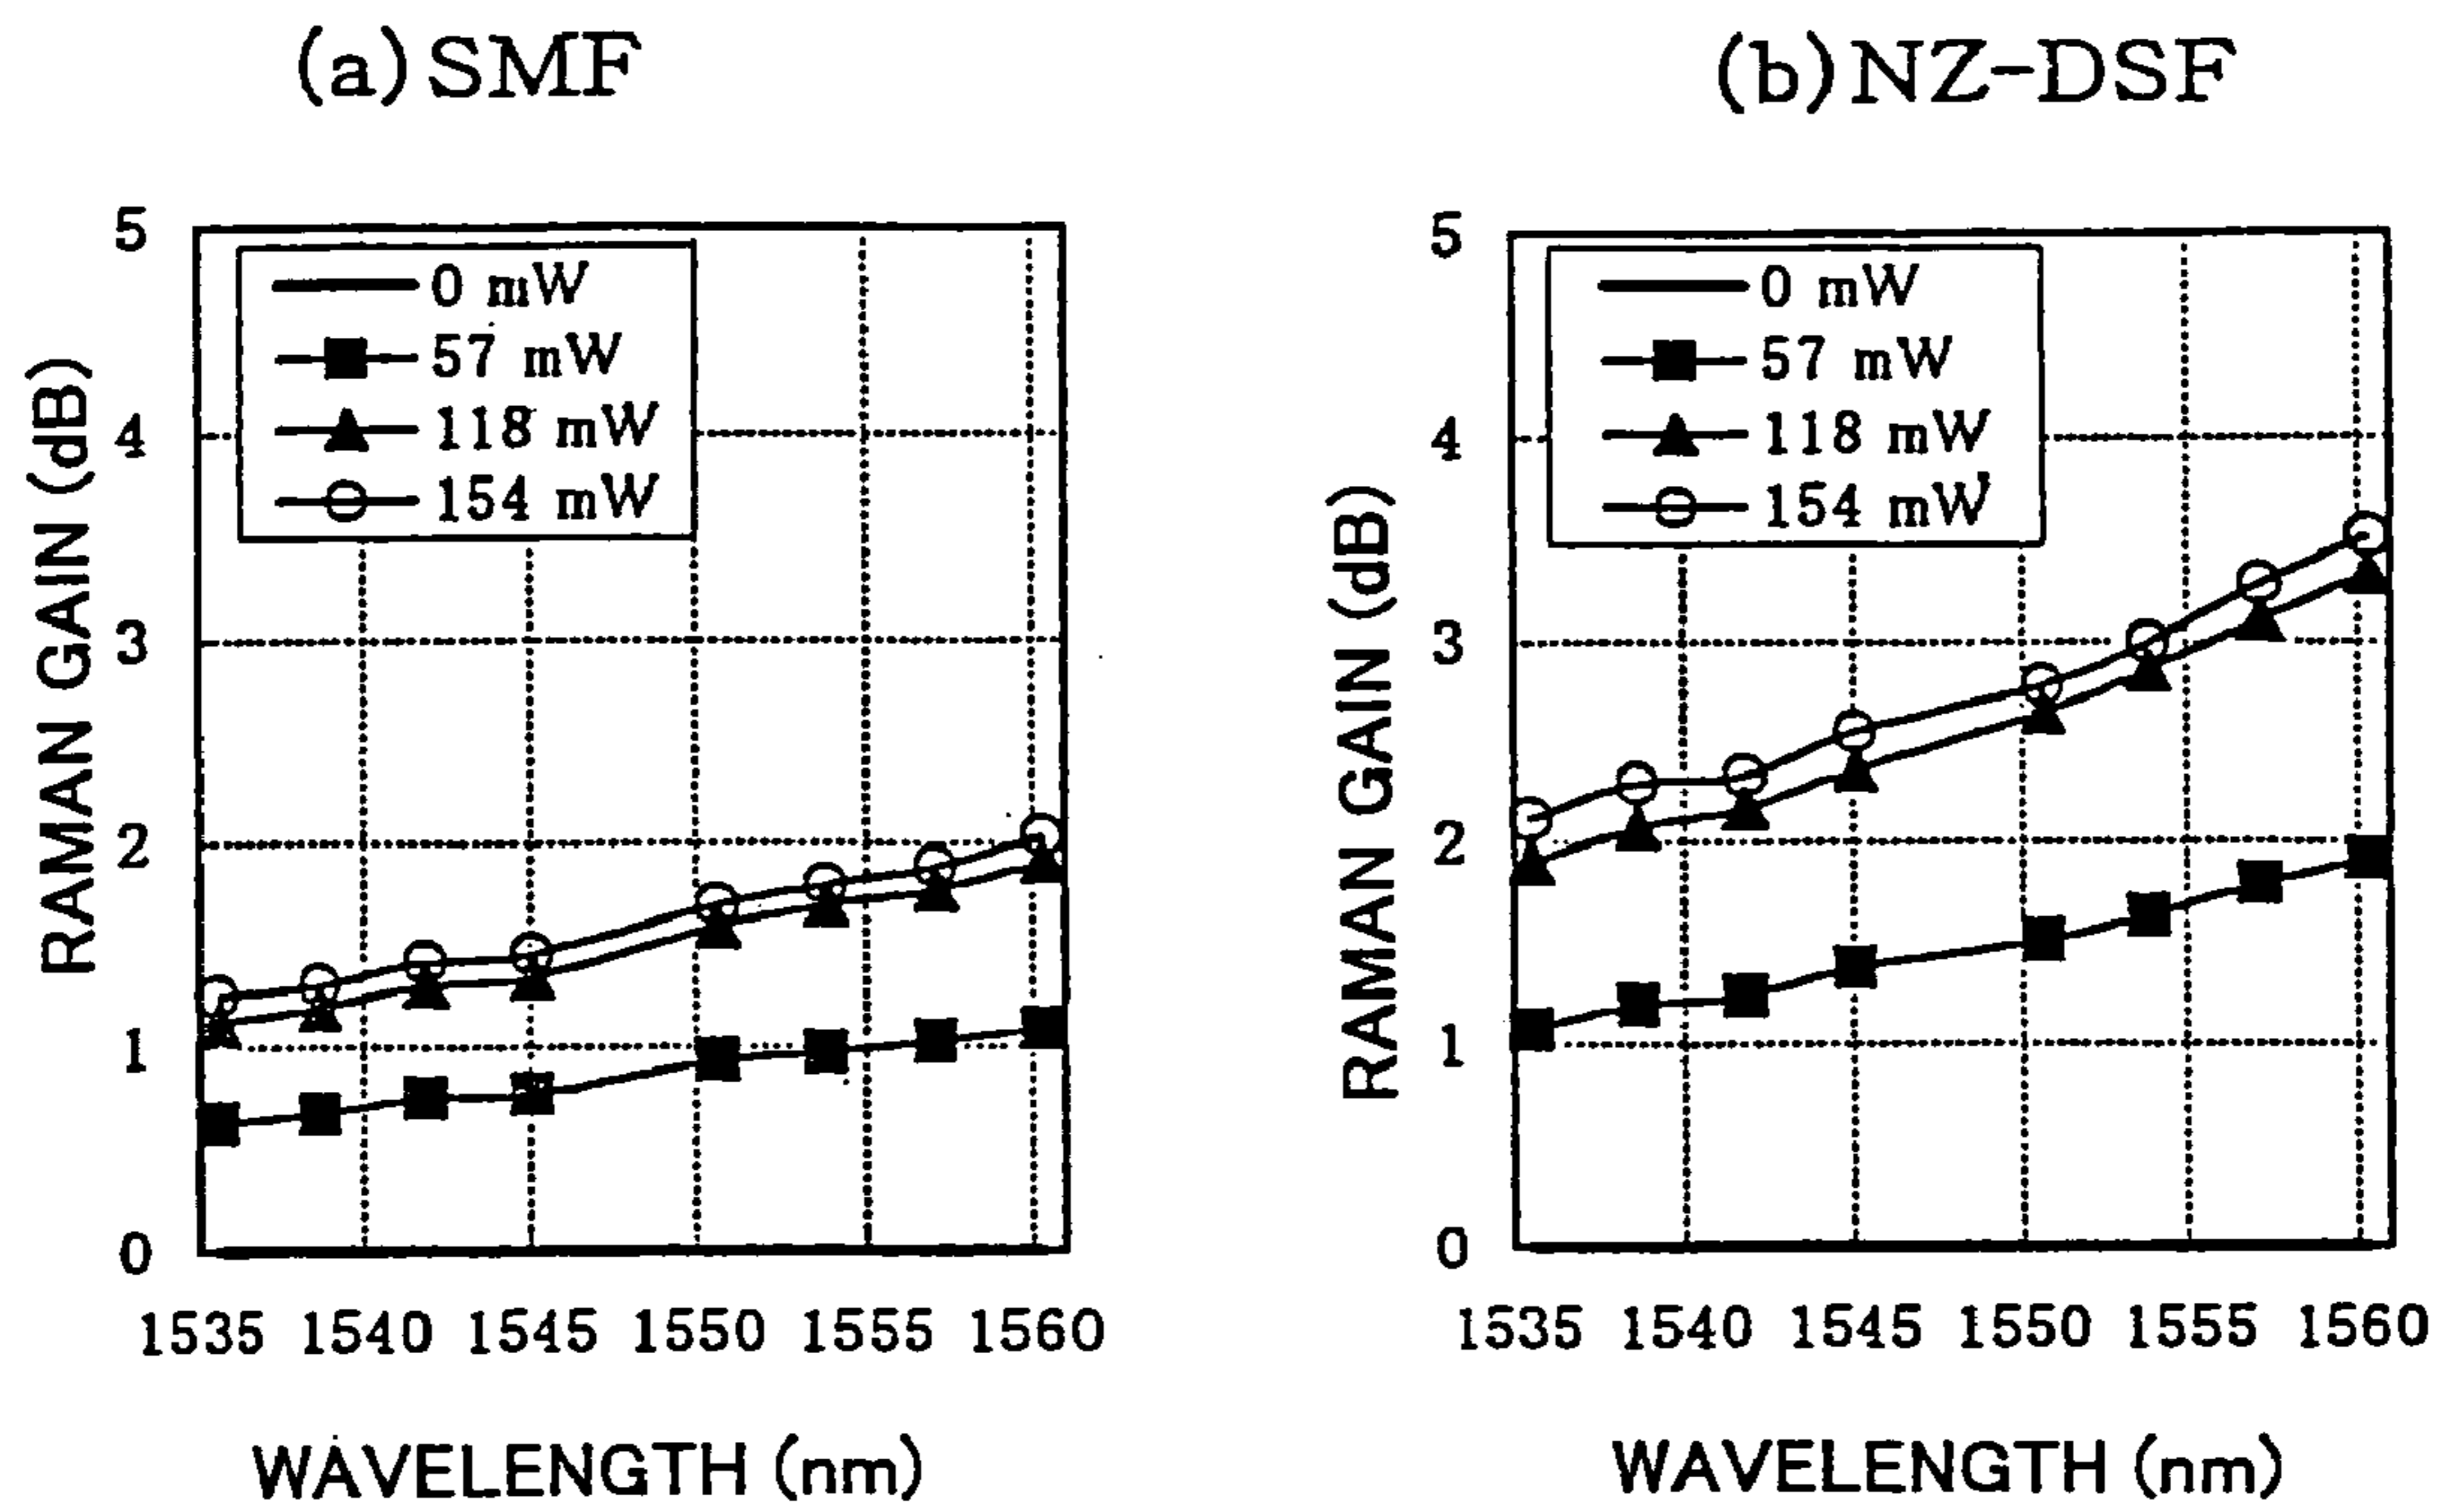 (a) SMF
RAMAN GAIN (dB)
5
4
3
2
1
0
0 mW
57 mW
118 mW
154 mW
1535 1540 1545 1550 1555 1560
WAVELENGTH (nm)
(b) NZ-DSF
RAMAN GAIN (dB)
5
4
3
2
1
0
0 mW
57 mW
118 mW
154 mW
1535 1540 1545 1550 1555 1560
WAVELENGTH (nm)